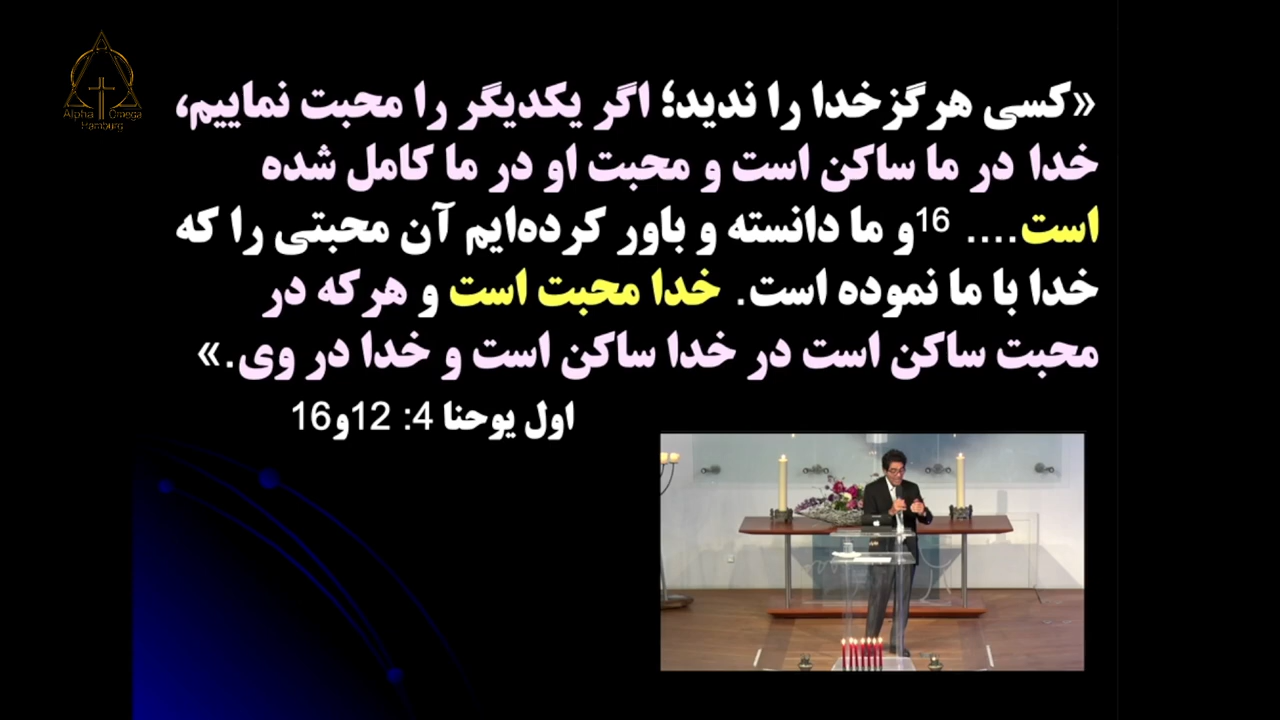 Alpha Omega
Hamburg
«کسی هرگزخدا را ندید؛ اگر یکدیگر را محبت نماییم،
خدا در ما ساکن است و محبت او در ما کامل شده
است.... 16و ما دانسته و باور کرده‌ایم آن محبتی را که
خدا با ما نموده است. خدا محبت است و هرکه در
محبت ساکن است در خدا ساکن است و خدا در وی.»
اول یوحنا 4: 12و16